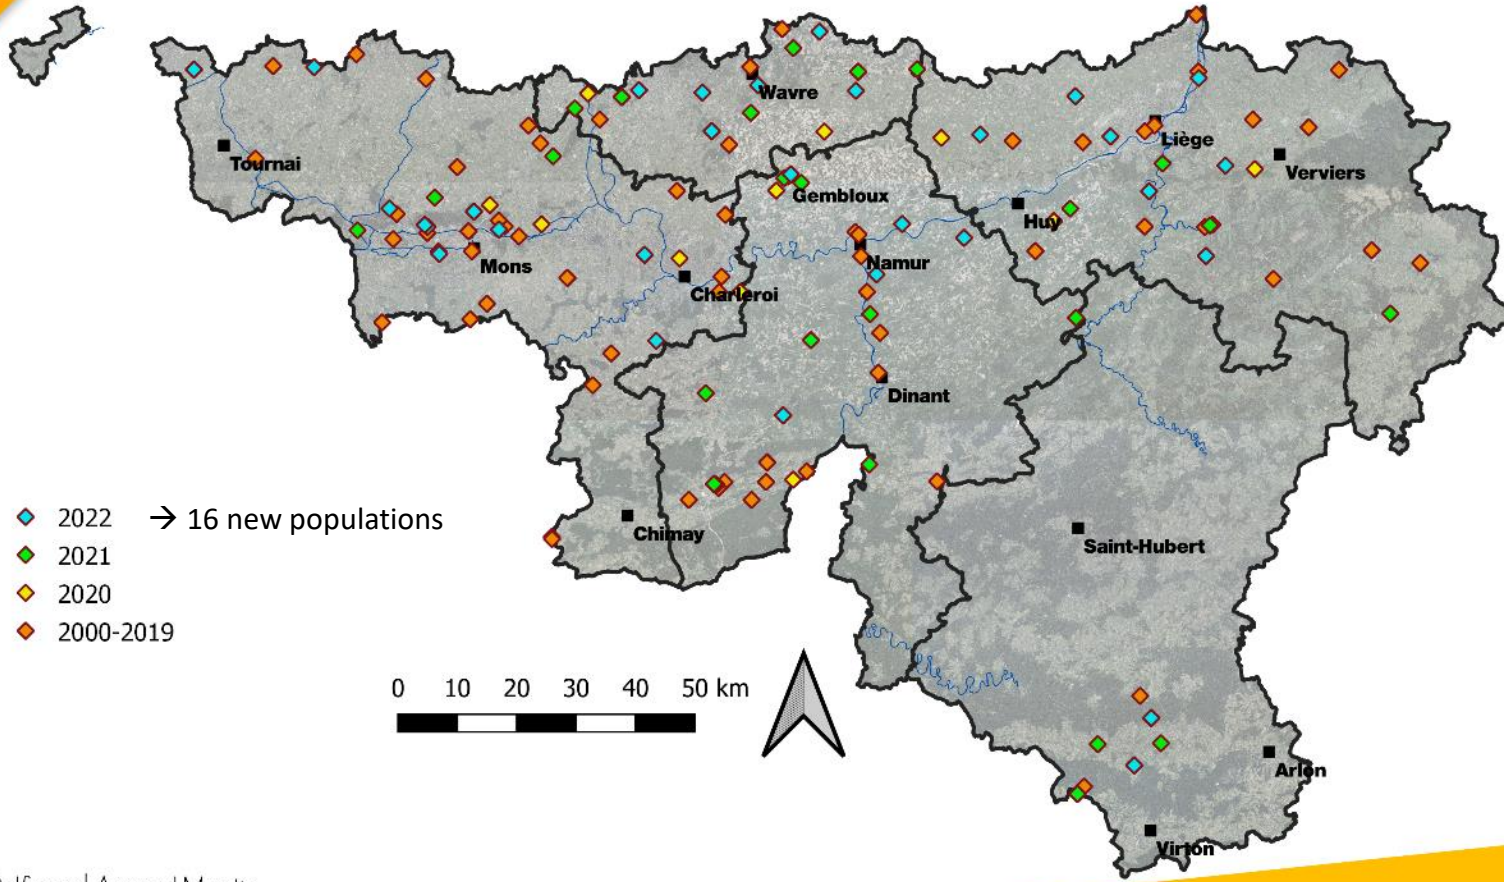 Wavre
Liège
Tournai
Verviers
Gembloux
Huy
Namur
Mons
Charleroi
Dinant
2022 → 16 new populations
Chimay
Saint-Hubert
2021
2020
2000-2019
0 10 20 30 40 50 km
Arlon
Virton